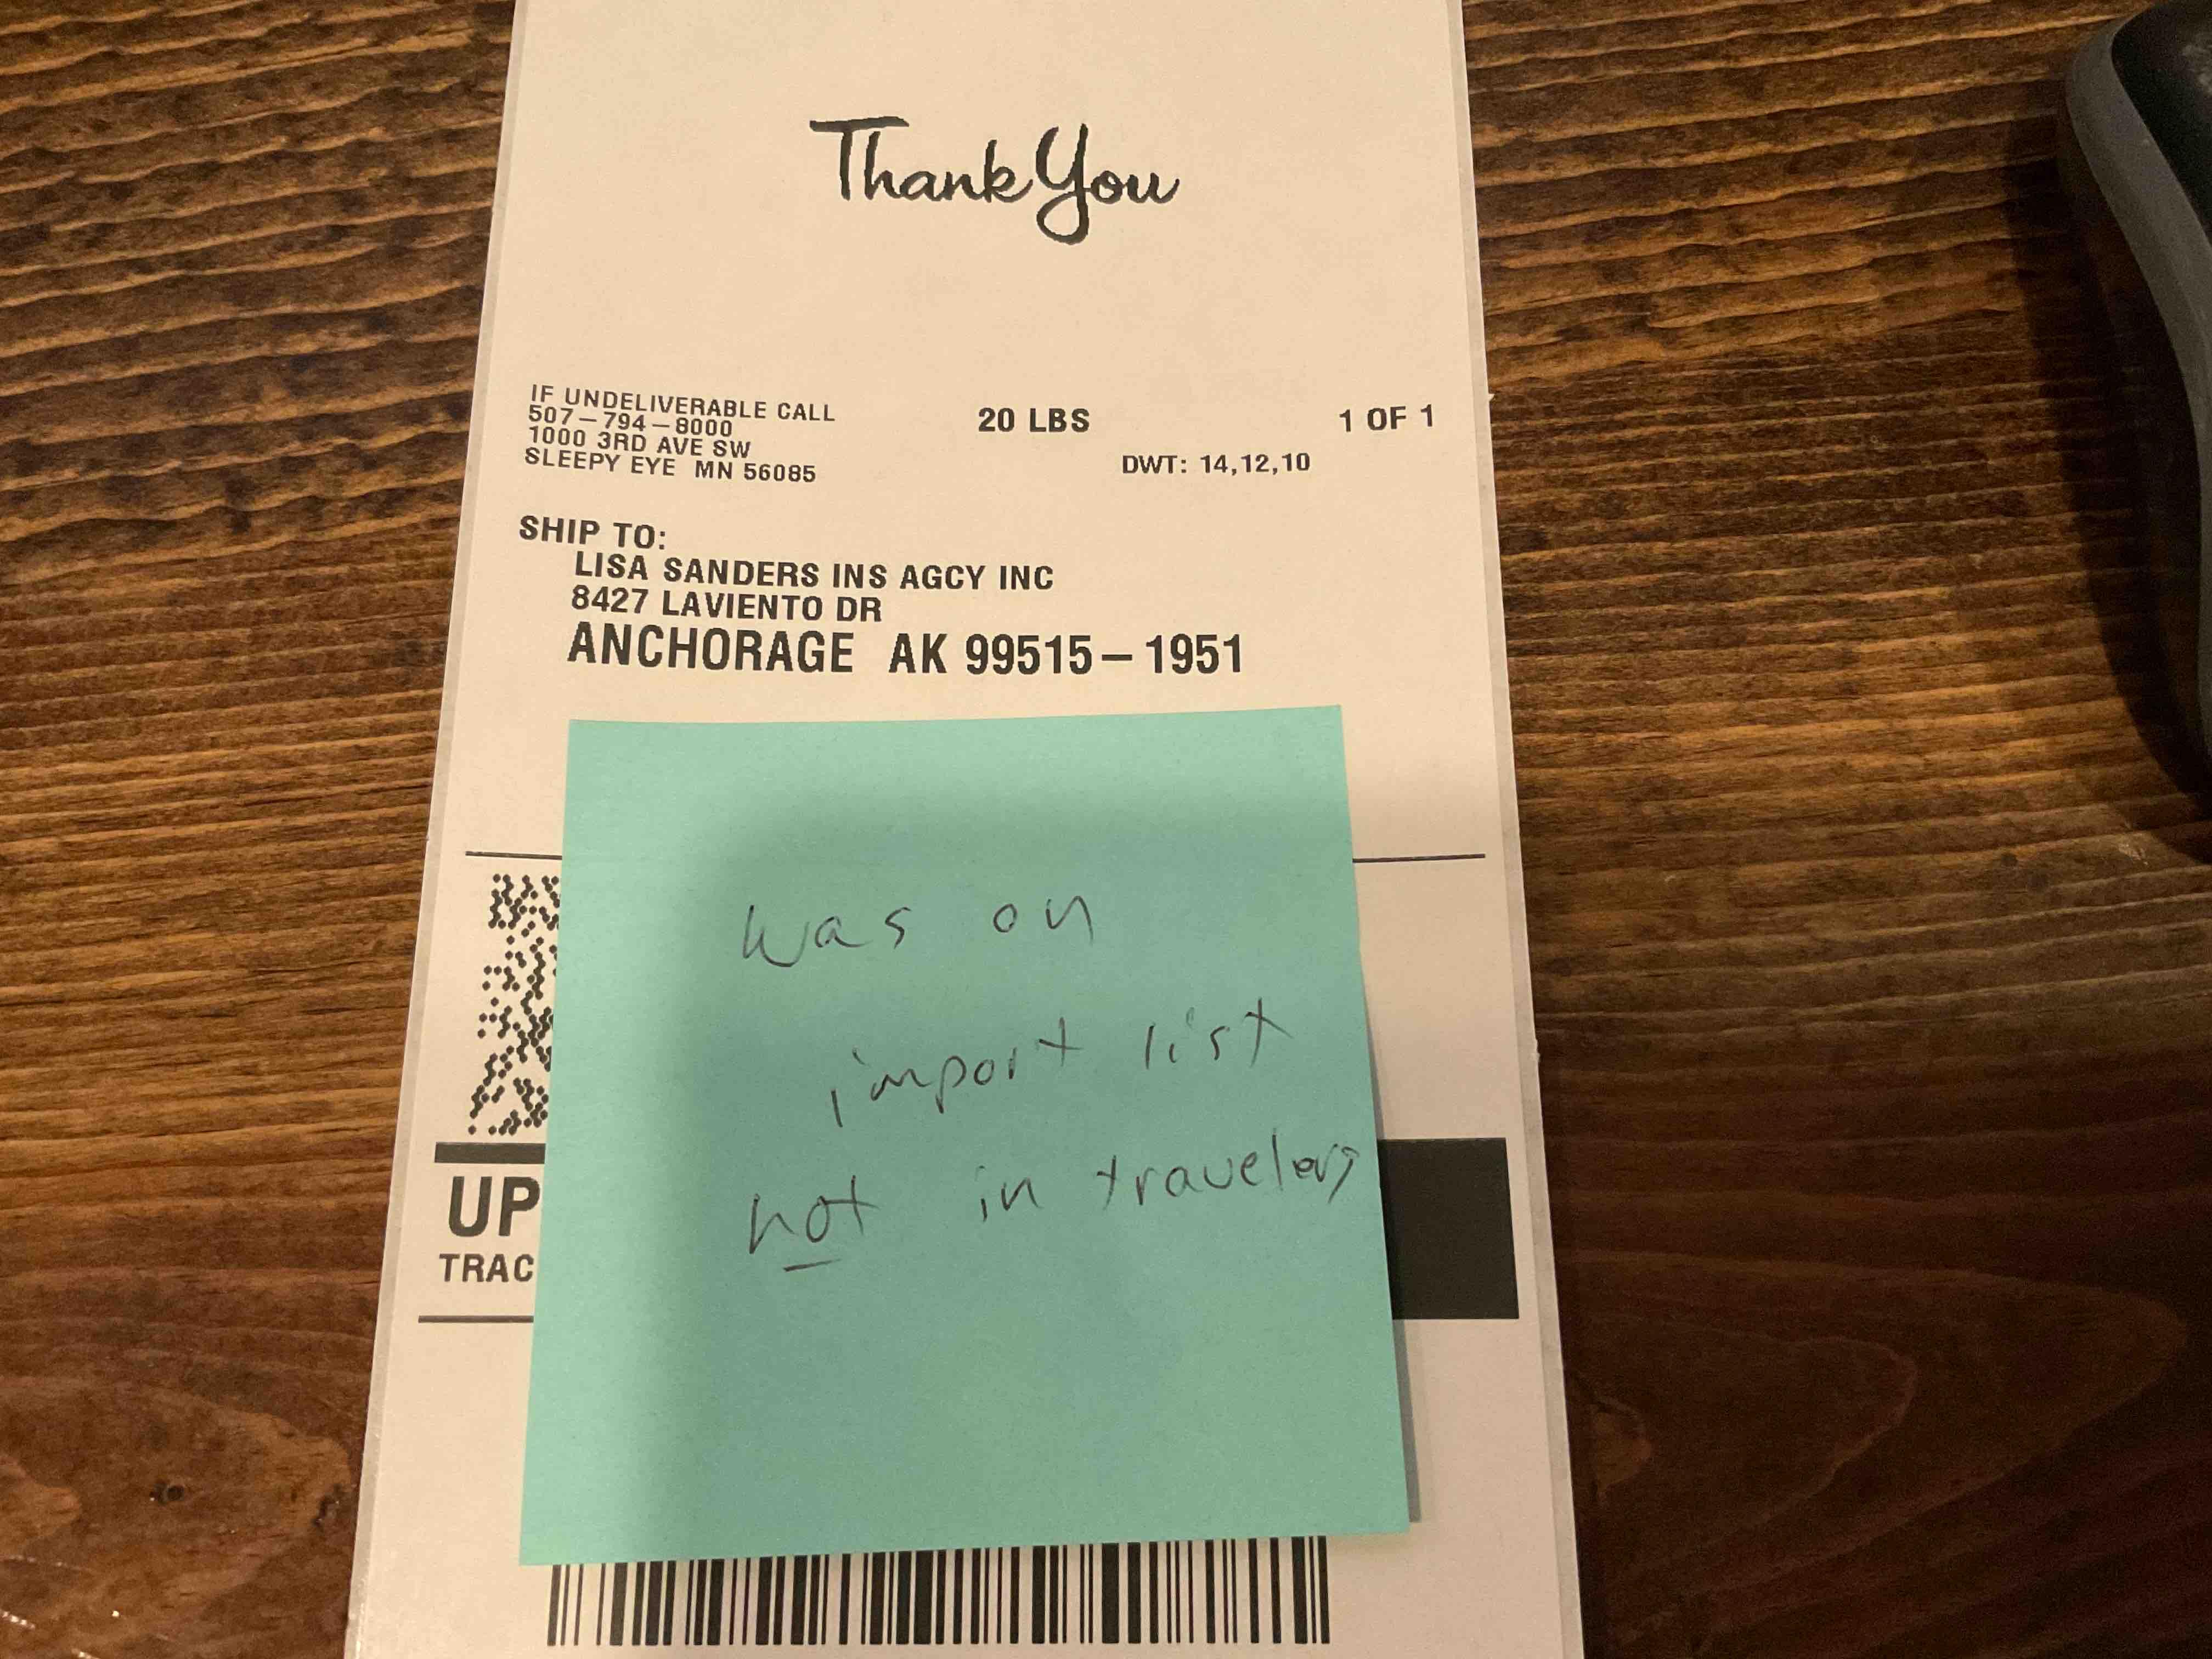 Thank You
IF UNDELIVERABLE CALL
507-794-8000
1000 3RD AVE SW
SLEEPY EYE MN 56085
20 LBS
1 OF 1
DWT: 14,12,10
SHIP TO:
LISA SANDERS INS AGCY INC
8427 LAVIENTO DR
ANCHORAGE AK 99515-1951
was on
import list
not in travelers
UP
TRAC